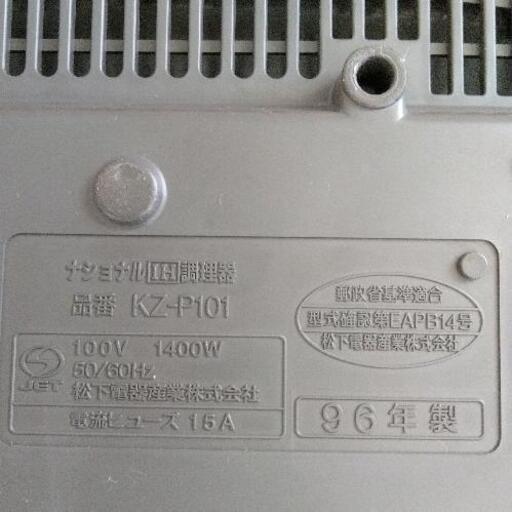 ナショナル IH 調理器
品番 KZ-P101
100V 1400W
50/60Hz
松下電器産業株式会社
JET
電流ヒューズ 15A
郵政省基準適合
型式確認第EAPB14号
松下電器産業株式会社
96年製